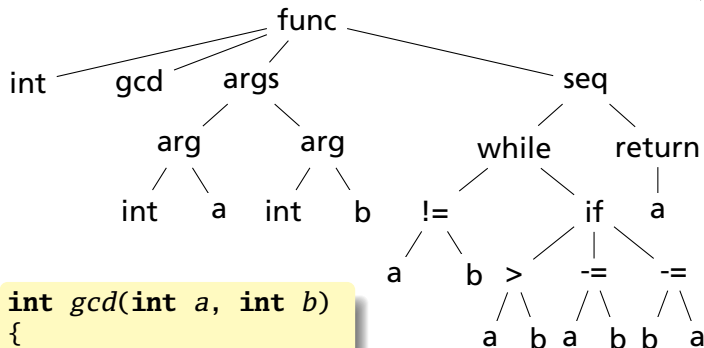 func
int gcd args seq
arg arg while return
int a int b != if a
a b > -= -=
a b a b b a
int gcd(int a, int b)
{